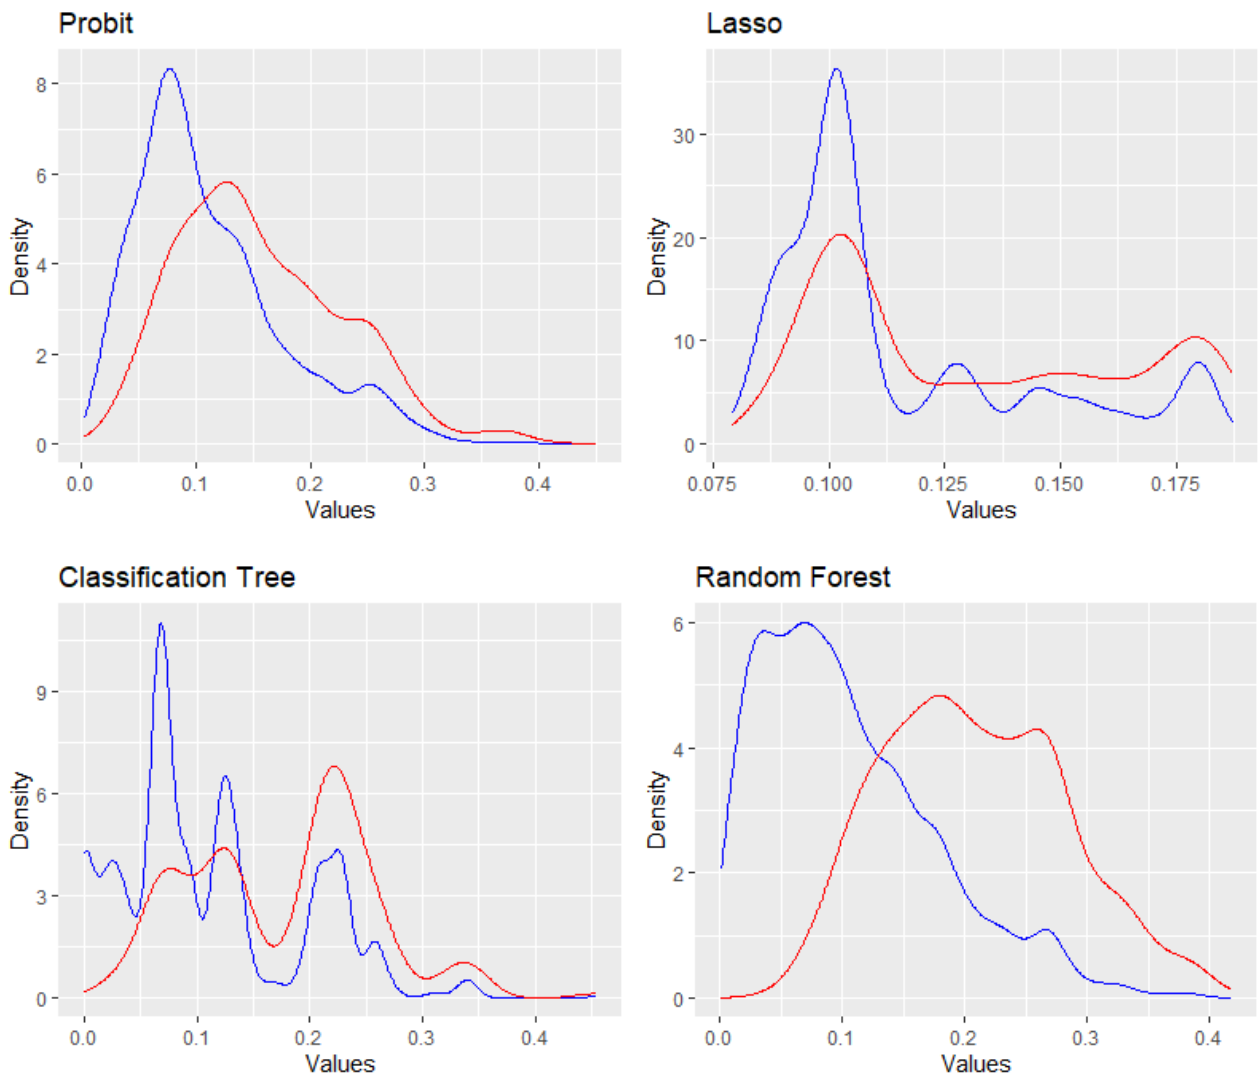 Probit
Lasso
8
6
4
2
0
Density
0.0 0.1 0.2 0.3 0.4
Values
30
20
10
0
Density
0.075 0.100 0.125 0.150 0.175
Values
Classification Tree
Random Forest
9
6
3
0
Density
0.0 0.1 0.2 0.3 0.4
Values
6
4
2
0
Density
0.0 0.1 0.2 0.3 0.4
Values